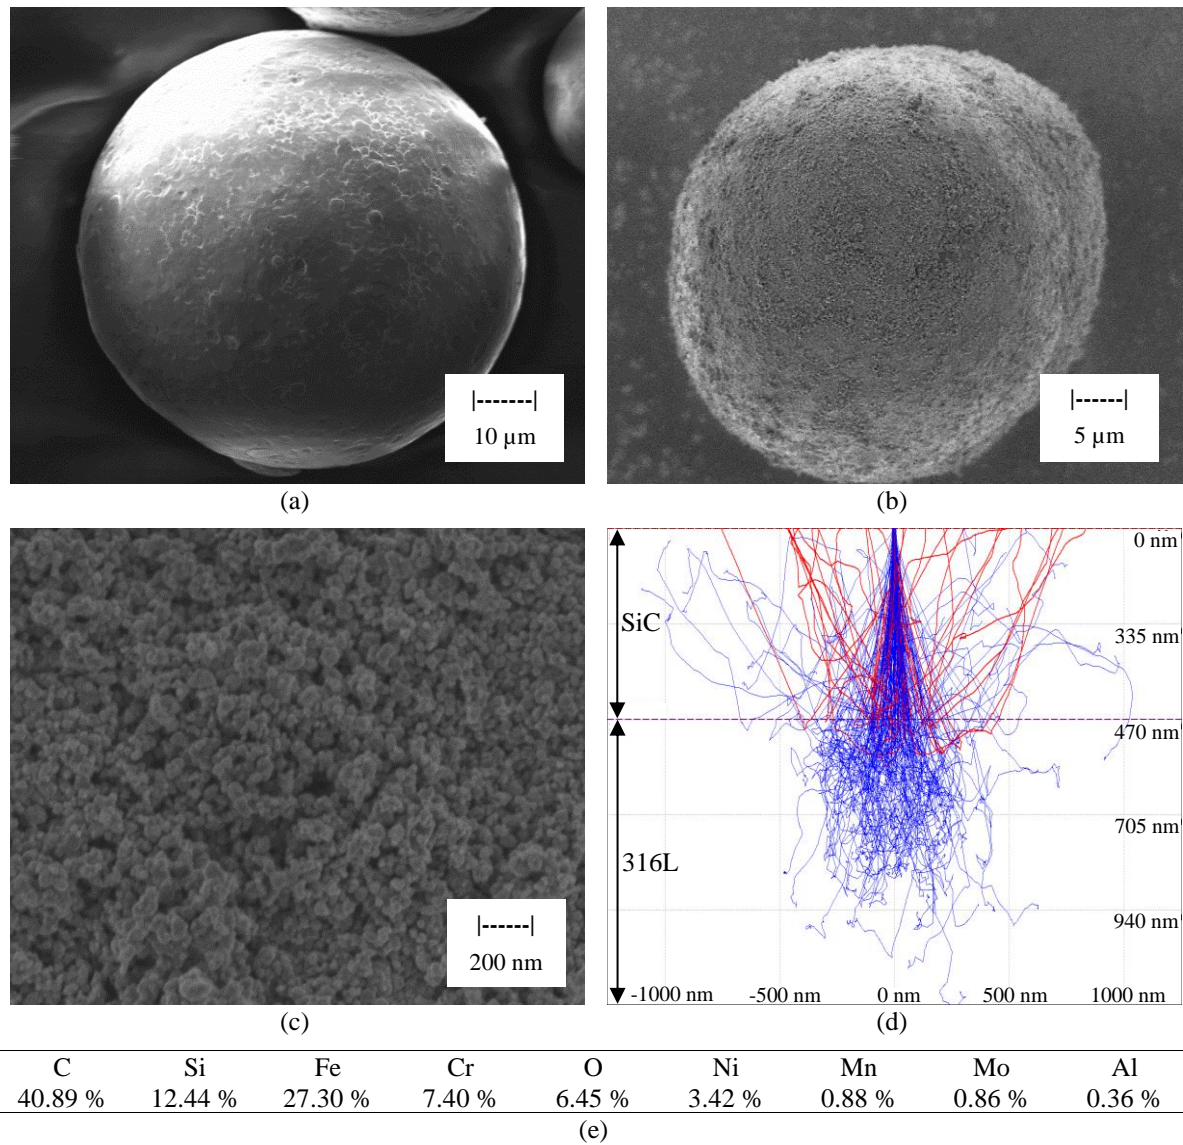 |-------|
10 µm
|------|
5 µm
(a)
(b)
SiC
316L
0 nm
335 nm
470 nm
705 nm
940 nm
-1000 nm -500 nm 0 nm 500 nm 1000 nm
|------|
200 nm
(c)
(d)
C Si Fe Cr O Ni Mn Mo Al
40.89 % 12.44 % 27.30 % 7.40 % 6.45 % 3.42 % 0.88 % 0.86 % 0.36 %
(e)